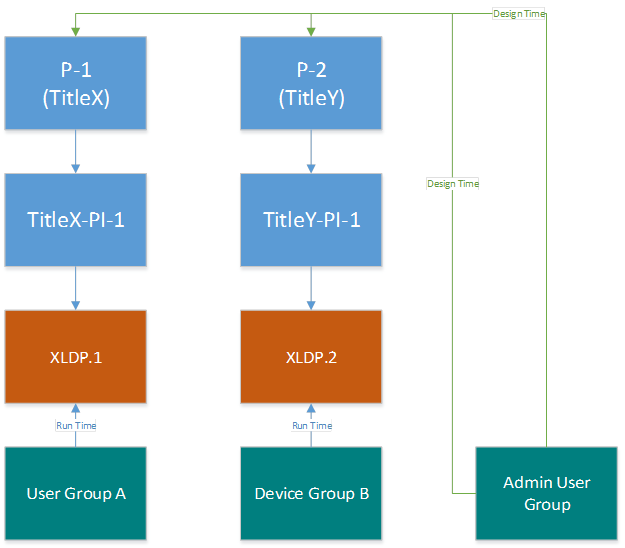 Design Time
P-1
(TitleX)
P-2
(TitleY)
Design Time
TitleX-PI-1
TitleY-PI-1
XLDP.1
XLDP.2
Run Time
Run Time
User Group A
Device Group B
Admin User
Group